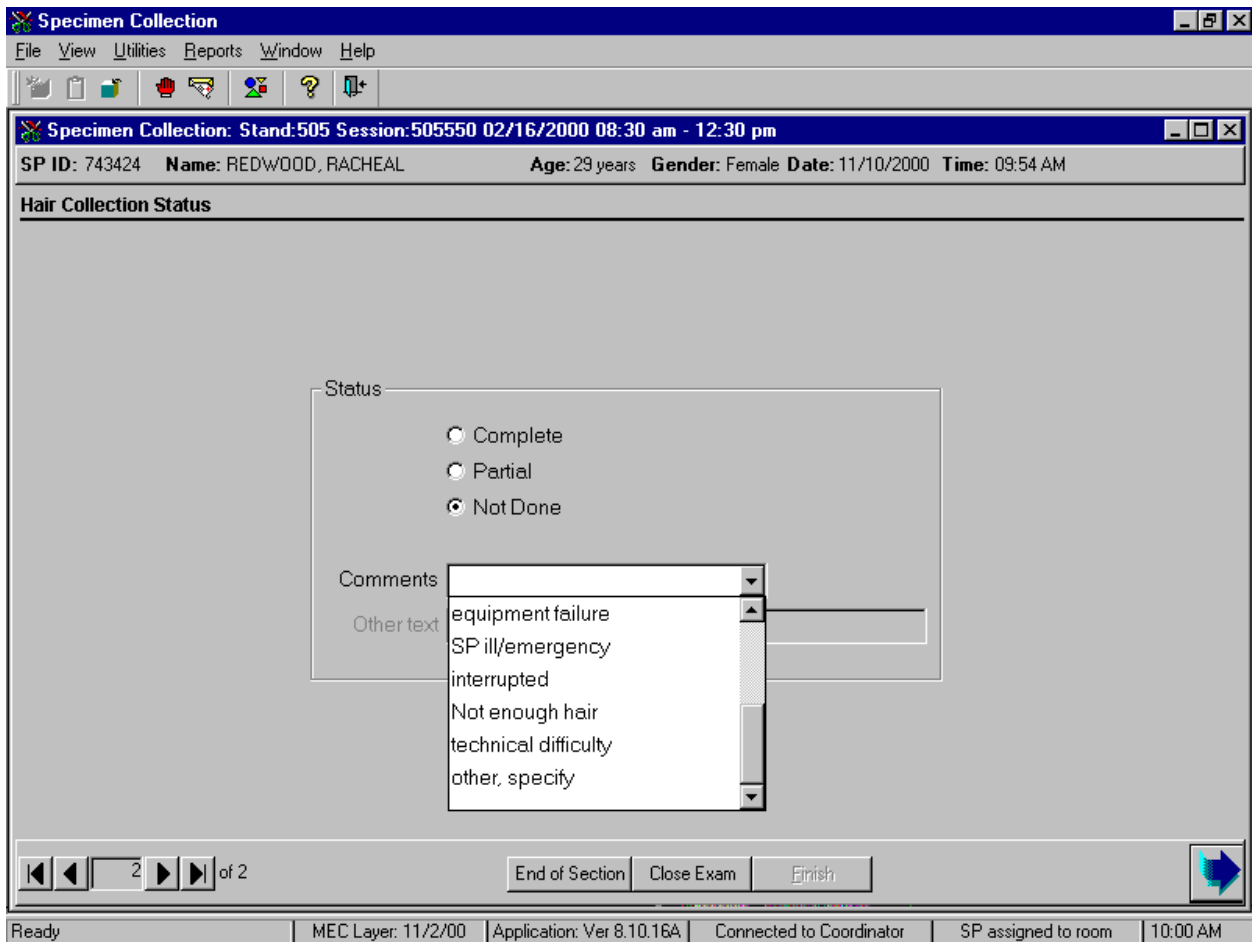 Specimen Collection
File View Utilities Reports Window Help
Specimen Collection: Stand:505 Session:505550 02/16/2000 08:30 am - 12:30 pm
SP ID: 743424 Name: REDWOOD, RACHEAL Age: 29 years Gender: Female Date: 11/10/2000 Time: 09:54 AM
Hair Collection Status
Status
Complete
Partial
Not Done
Comments
Other text
equipment failure
SP ill/emergency
interrupted
Not enough hair
technical difficulty
other, specify
2 of 2 End of Section Close Exam Finish
Ready MEC Layer: 11/2/00 Application: Ver 8.10.16A Connected to Coordinator SP assigned to room 10:00 AM